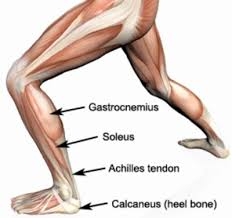 Gastrocnemius
Soleus
Achilles tendon
Calcaneus (heel bone)